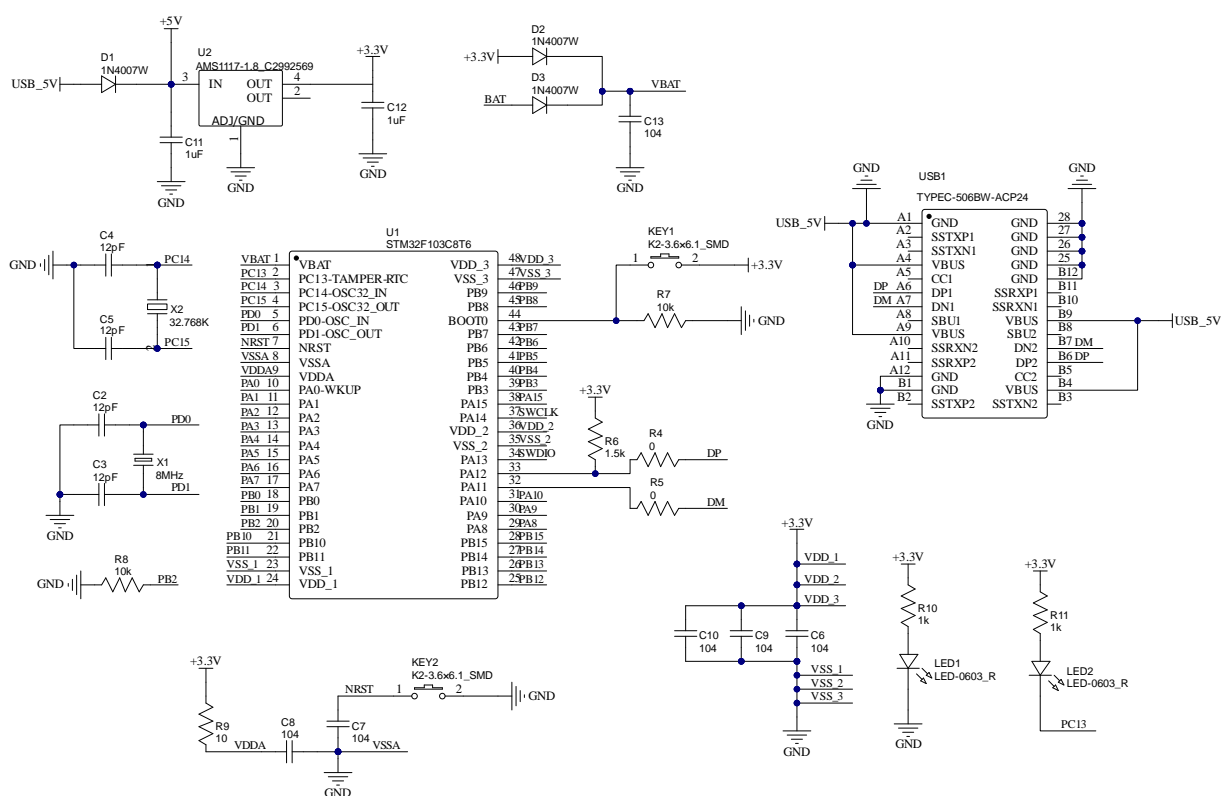 +5V
D1
1N4007W
USB_5V
U2
AMS1117-1.8_C2992569
3 IN OUT 4
OUT 2
ADJ/GND
1
+3.3V
C11
1uF
C12
1uF
GND
GND
GND
D2
1N4007W
+3.3V
D3
1N4007W
BAT
VBAT
C13
104
GND
GND
USB1
TYPEC-506BW-ACP24
GND
USB_5V
A1 GND GND 28
A2 SSTXP1 GND 27
A3 SSTXN1 GND 26
A4 VBUS GND 25
A5 CC1 GND B12
DP A6 DP1 SSRXP1 B11
DM A7 DN1 SSRXN1 B10
A8 SBU1 VBUS B9
A9 VBUS SBU2 B8
A10 SSRXN2 DN2 B7 DM
A11 SSRXP2 DP2 B6 DP
A12 GND CC2 B5
B1 GND VBUS B4
B2 SSTXP2 SSTXN2 B3
USB_5V
GND
C4
12pF
PC14
GND
X2
32.768K
C5
12pF
2
PC15
C2
12pF
PD0
X1
8MHz
C3
12pF
PD1
GND
R8
10k
GND
PB2
U1
STM32F103C8T6
VBAT 1 VBAT VDD_3 48 VDD_3
PC13 2 PC13-TAMPER-RTC VSS_3 47 VSS_3
PC14 3 PC14-OSC32_IN PB9 46 PB9
PC15 4 PC15-OSC32_OUT PB8 45 PB8
PD0 5 PD0-OSC_IN BOOT0 44
PD1 6 PD1-OSC_OUT PB7 43 PB7
NRST 7 NRST PB6 42 PB6
VSSA 8 VSSA PB5 41 PB5
VDDA 9 VDDA PB4 40 PB4
PA0 10 PA0-WKUP PB3 39 PB3
PA1 11 PA1 PA15 38 PA15
PA2 12 PA2 PA14 37 SWCLK
PA3 13 PA3 VDD_2 36 VDD_2
PA4 14 PA4 VSS_2 35 VSS_2
PA5 15 PA5 PA13 34 SWDIO
PA6 16 PA6 PA12 33
PA7 17 PA7 PA11 32
PB0 18 PB0 PA10 31 PA10
PB1 19 PB1 PA9 30 PA9
PB2 20 PB2 PA8 29 PA8
PB10 21 PB10 PB15 28 PB15
PB11 22 PB11 PB14 27 PB14
VSS_1 23 VSS_1 PB13 26 PB13
VDD_1 24 VDD_1 PB12 25 PB12
KEY1
K2-3.6×6.1_SMD
1 2
+3.3V
R7
10k
GND
+3.3V
R6
1.5k
R4
0
DP
R5
0
DM
+3.3V
VDD_1
VDD_2
VDD_3
C10
104
C9
104
C6
104
VSS_1
VSS_2
VSS_3
GND
+3.3V
R10
1k
LED1
LED-0603_R
GND
+3.3V
R11
1k
LED2
LED-0603_R
PC13
+3.3V
R9
10
VDDA
C8
104
NRST
KEY2
K2-3.6×6.1_SMD
1 2
GND
C7
104
VSSA
GND